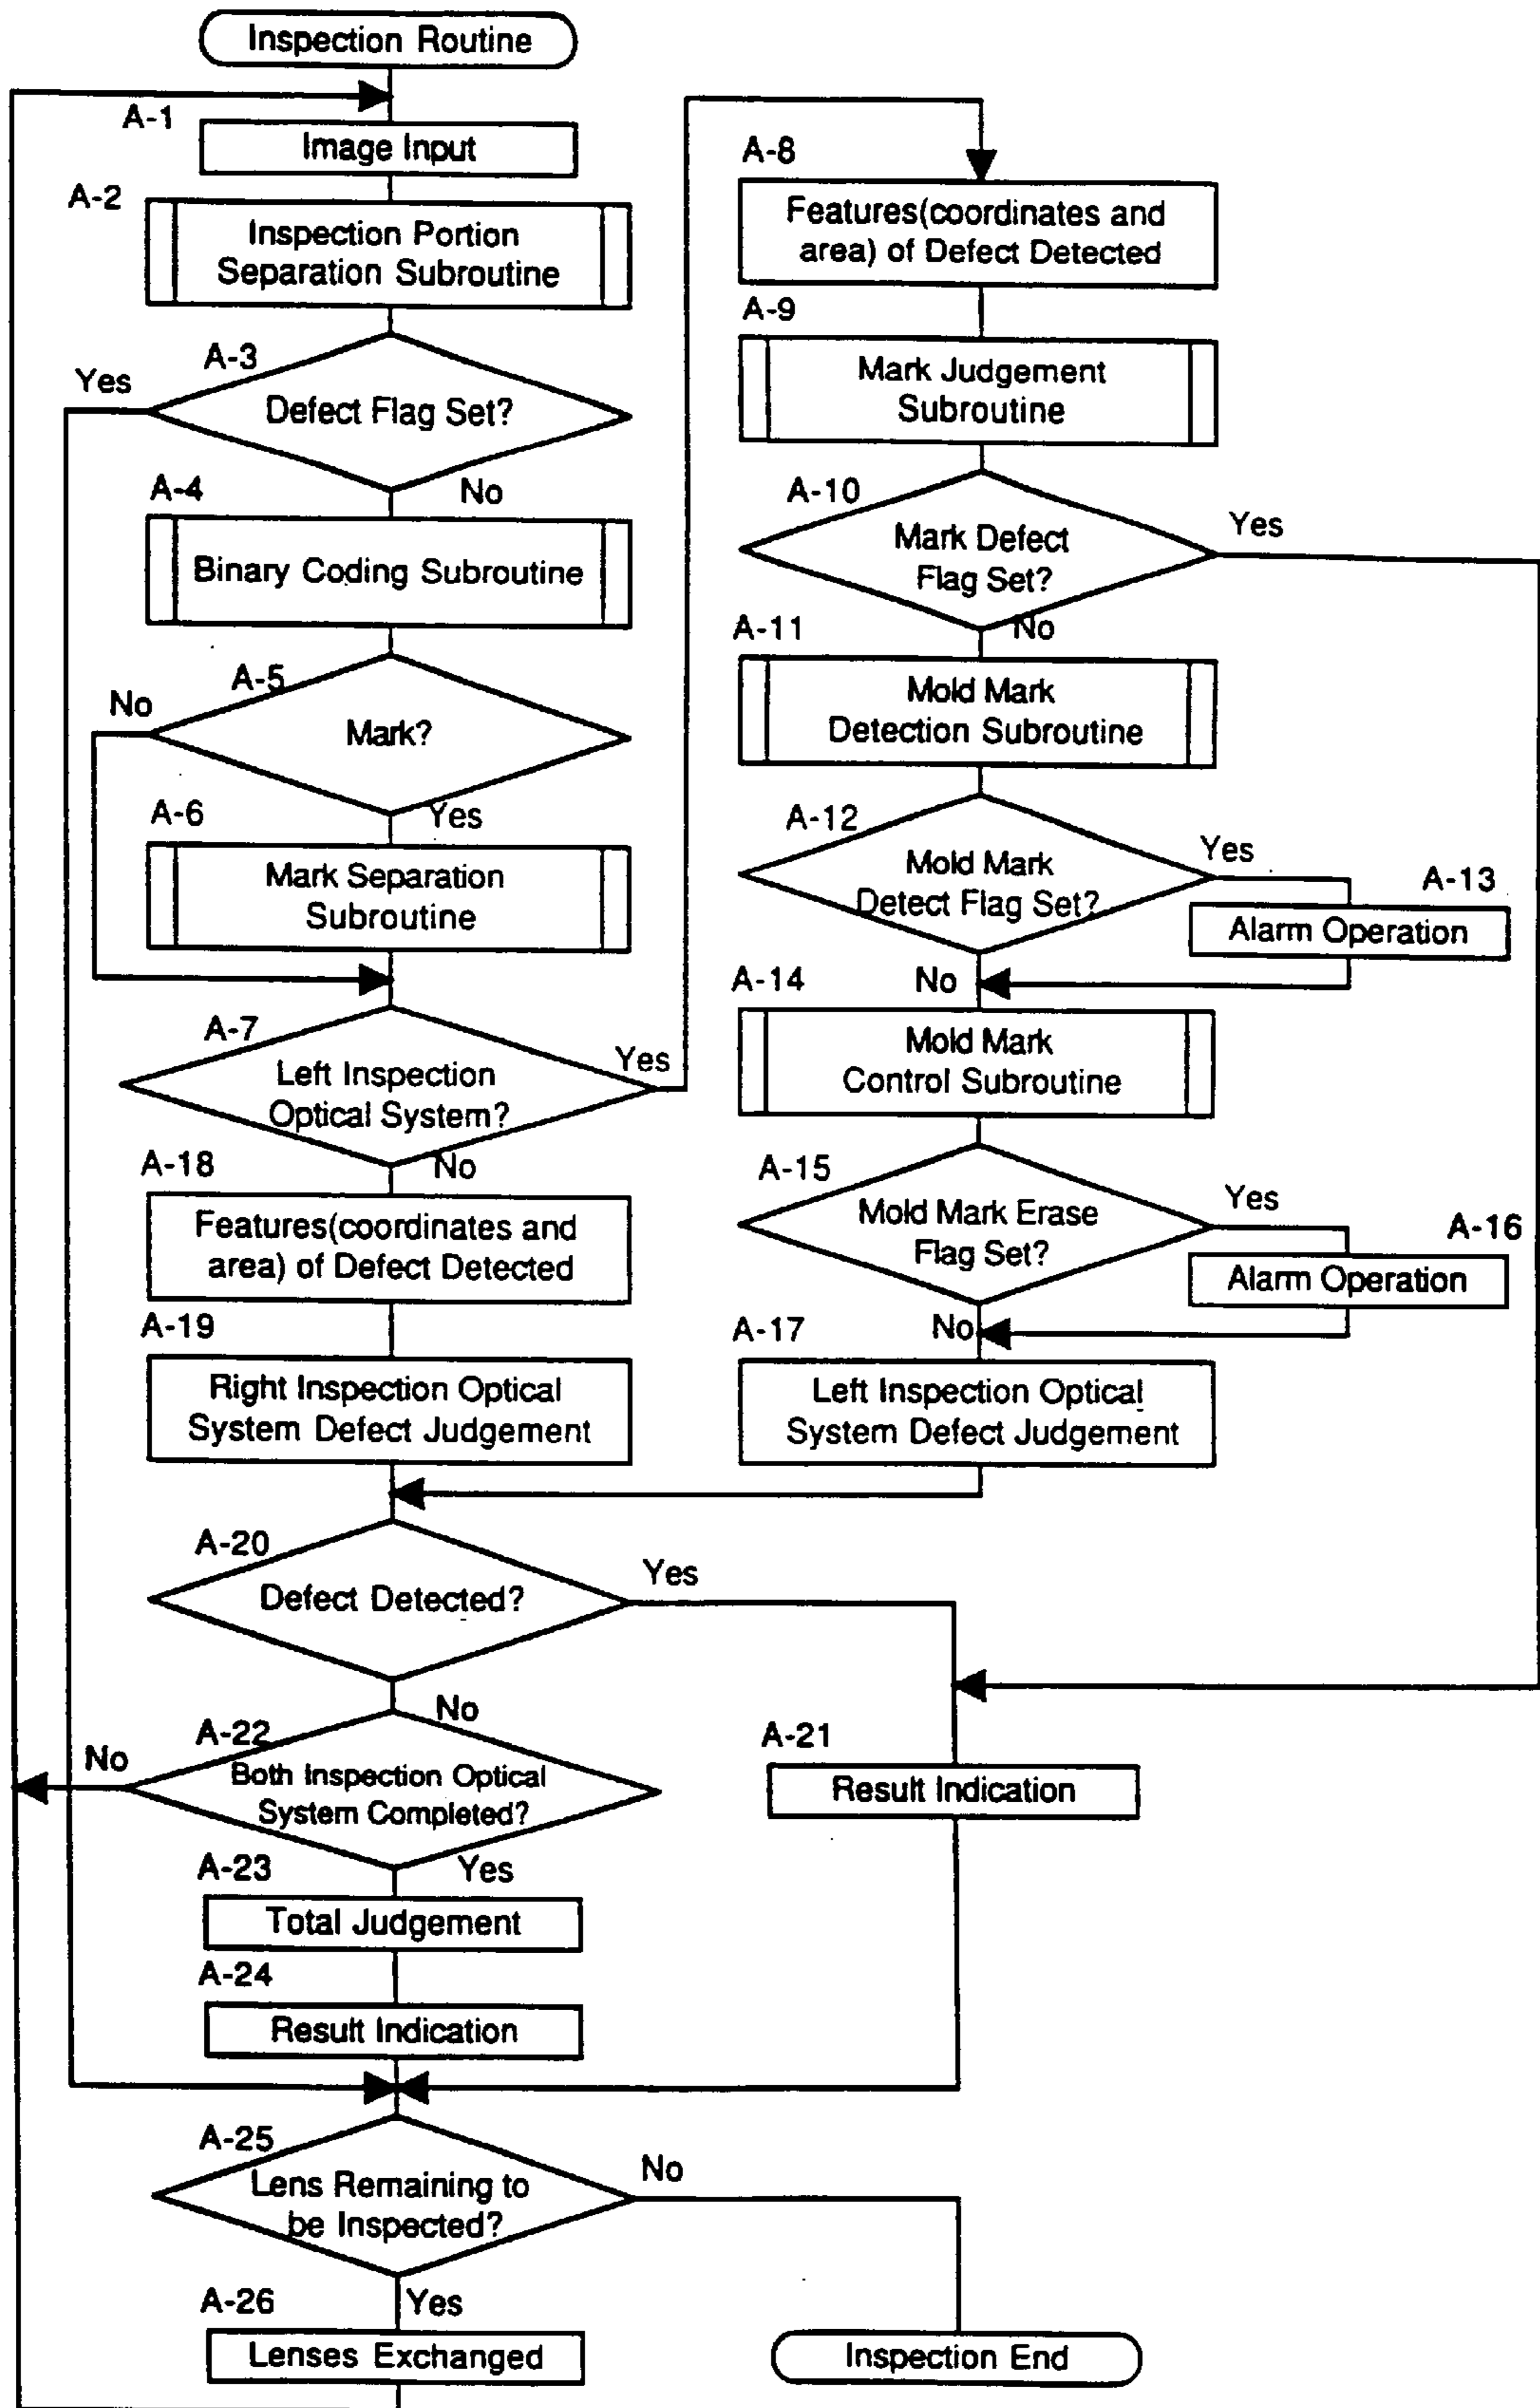 Inspection Routine
A-1
Image Input
A-2
Inspection Portion
Separation Subroutine
A-3
Yes
Defect Flag Set?
No
A-4
Binary Coding Subroutine
A-5
No
Mark?
Yes
A-6
Mark Separation
Subroutine
A-7
Yes
Left Inspection
Optical System?
No
A-8
Features(coordinates and
area) of Defect Detected
A-9
Mark Judgement
Subroutine
A-10
Yes
Mark Defect
Flag Set?
No
A-11
Mold Mark
Detection Subroutine
A-12
Yes
Mold Mark
Detect Flag Set?
A-13
Alarm Operation
No
A-14
Mold Mark
Control Subroutine
A-15
Yes
Mold Mark Erase
Flag Set?
A-16
Alarm Operation
No
A-17
Left Inspection Optical
System Defect Judgement
A-18
Features(coordinates and
area) of Defect Detected
A-19
Right Inspection Optical
System Defect Judgement
A-20
Yes
Defect Detected?
No
A-21
Result Indication
A-22
No
Both Inspection Optical
System Completed?
Yes
A-23
Total Judgement
A-24
Result Indication
A-25
No
Lens Remaining to
be Inspected?
Yes
A-26
Lenses Exchanged
Inspection End